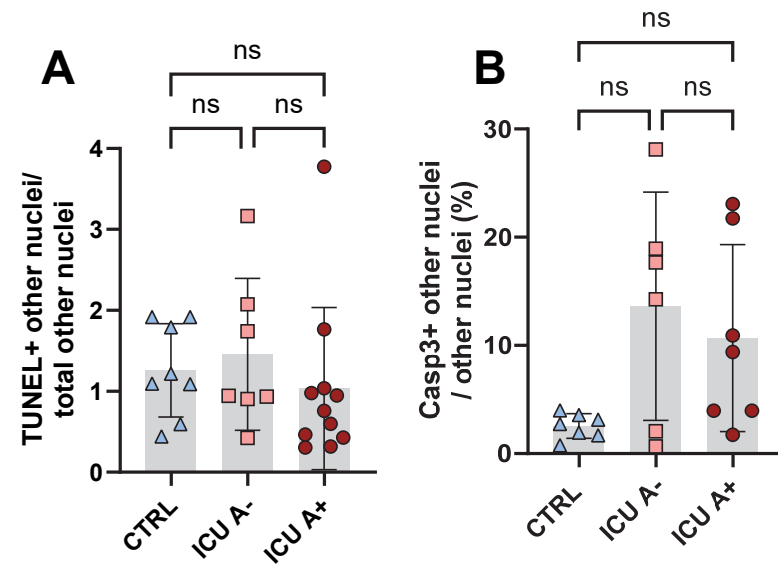 A
ns
ns
ns
TUNEL+ other nuclei/
total other nuclei
4
3
2
1
0
CTRL
ICU A-
ICU A+
B
ns
ns
ns
Casp3+ other nuclei
/ other nuclei (%)
30
20
10
0
CTRL
ICU A-
ICU A+